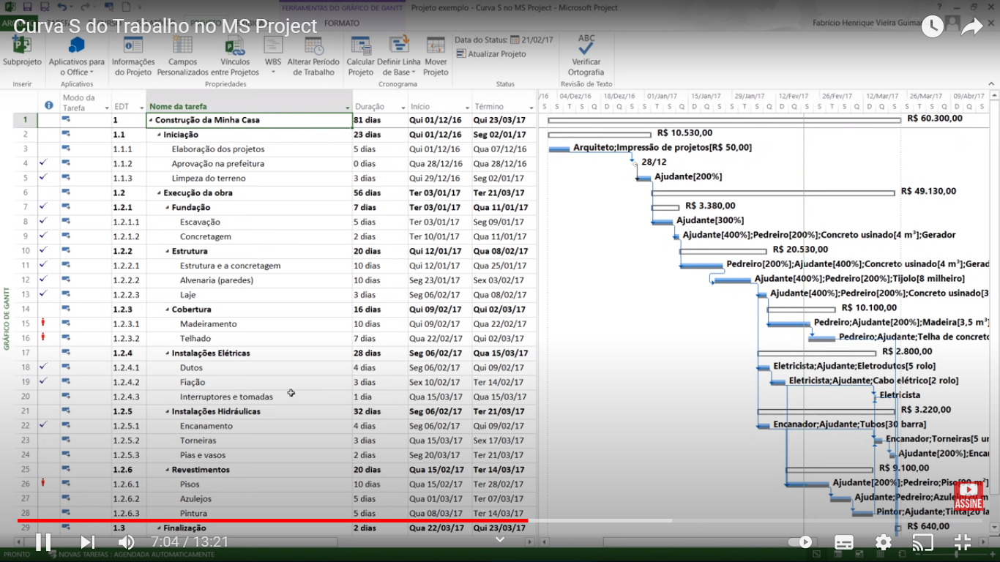 FERRAMENTAS DO GRÁFICO DE GANTT
Projeto exemplo - Curva S no MS Project - Microsoft Project
Curva S do Trabalho no MS Project
FORMATO
Fabrício Henrique Vieira Guimar
Subprojeto
Aplicativos para o Office
Informações do Projeto
Campos Personalizados
Vínculos entre Projetos
WBS
Alterar Período de Trabalho
Calcular Projeto
Definir Linha de Base
Mover Projeto
Data do Status: 21/02/17
Atualizar Projeto
ABC
Verificar Ortografia
Inserir
Aplicativos
Propriedades
Cronograma
Status
Revisão de Texto
Modo da Tarefa
EDT
Nome da tarefa
Duração
Início
Término
/16 04/Dez/16 18/Dez/16 01/Jan/17 15/Jan/17 29/Jan/17 12/Fev/17 26/Fev/17 12/Mar/17 26/Mar/17 09/Abr/17
S S D S T Q Q S S D S T Q Q S S D S T Q Q S S D S T Q Q S S D S
1 1 Construção da Minha Casa 81 dias Qui 01/12/16 Qui 23/03/17 R$ 60.300,00
2 1.1 Iniciação 23 dias Qui 01/12/16 Seg 02/01/17 R$ 10.530,00
3 1.1.1 Elaboração dos projetos 5 dias Qui 01/12/16 Qua 07/12/16 Arquiteto;Impressão de projetos[R$ 50,00]
4 1.1.2 Aprovação na prefeitura 0 dias Qua 28/12/16 Qua 28/12/16 28/12
5 1.1.3 Limpeza do terreno 3 dias Qui 29/12/16 Seg 02/01/17 Ajudante[200%]
6 1.2 Execução da obra 56 dias Ter 03/01/17 Ter 21/03/17 R$ 49.130,00
7 1.2.1 Fundação 7 dias Ter 03/01/17 Qua 11/01/17 R$ 3.380,00
8 1.2.1.1 Escavação 5 dias Ter 03/01/17 Seg 09/01/17 Ajudante[300%]
9 1.2.1.2 Concretagem 2 dias Ter 10/01/17 Qua 11/01/17 Ajudante[400%];Pedreiro[200%];Concreto usinado[4 m³];Gerador
10 1.2.2 Estrutura 20 dias Qui 12/01/17 Qua 08/02/17 R$ 20.530,00
11 1.2.2.1 Estrutura e a concretagem 10 dias Qui 12/01/17 Qua 25/01/17 Pedreiro[200%];Ajudante[400%];Concreto usinado[4 m³];Gerad
12 1.2.2.2 Alvenaria (paredes) 10 dias Seg 23/01/17 Sex 03/02/17 Ajudante[400%];Pedreiro[200%];Tijolo[8 milheiro]
13 1.2.2.3 Laje 3 dias Seg 06/02/17 Qua 08/02/17 Ajudante[400%];Pedreiro[200%];Concreto usinado[3
14 1.2.3 Cobertura 16 dias Qui 09/02/17 Qui 02/03/17 R$ 10.100,00
15 1.2.3.1 Madeiramento 10 dias Qui 09/02/17 Qua 22/02/17 Pedreiro;Ajudante[200%];Madeira[3,5 m³]
16 1.2.3.2 Telhado 7 dias Qua 22/02/17 Qui 02/03/17 Pedreiro;Ajudante;Telha de concreto
17 1.2.4 Instalações Elétricas 28 dias Seg 06/02/17 Qua 15/03/17 R$ 2.800,00
18 1.2.4.1 Dutos 4 dias Seg 06/02/17 Qui 09/02/17 Eletricista;Ajudante;Eletrodutos[5 rolo]
19 1.2.4.2 Fiação 3 dias Sex 10/02/17 Ter 14/02/17 Eletricista;Ajudante;Cabo elétrico[2 rolo]
20 1.2.4.3 Interruptores e tomadas 1 dia Qua 15/03/17 Qua 15/03/17 Eletricista
21 1.2.5 Instalações Hidráulicas 32 dias Seg 06/02/17 Ter 21/03/17 R$ 3.220,00
22 1.2.5.1 Encanamento 4 dias Seg 06/02/17 Qui 09/02/17 Encanador;Ajudante;Tubos[30 barra]
23 1.2.5.2 Torneiras 3 dias Qua 15/03/17 Sex 17/03/17 Encanador;Torneiras[5 un
24 1.2.5.3 Pias e vasos 2 dias Seg 20/03/17 Ter 21/03/17 Ajudante[200%];Encar
25 1.2.6 Revestimentos 20 dias Qua 15/02/17 Ter 14/03/17 R$ 9.100,00
26 1.2.6.1 Pisos 10 dias Qua 15/02/17 Ter 28/02/17 Ajudante[200%];Pedreiro;Piso[90 m²]
27 1.2.6.2 Azulejos 5 dias Qua 01/03/17 Ter 07/03/17 Ajudante;Pedreiro;Azulejo
28 1.2.6.3 Pintura 5 dias Qua 08/03/17 Ter 14/03/17 Pintor;Ajudante;Tinta[20 la
29 1.3 Finalização 2 dias Qua 22/03/17 Qui 23/03/17 R$ 640,00
GRÁFICO DE GANTT
ASSINE
7:04 / 13:21
PRONTO
NOVAS TAREFAS : AGENDADA AUTOMATICAMENTE